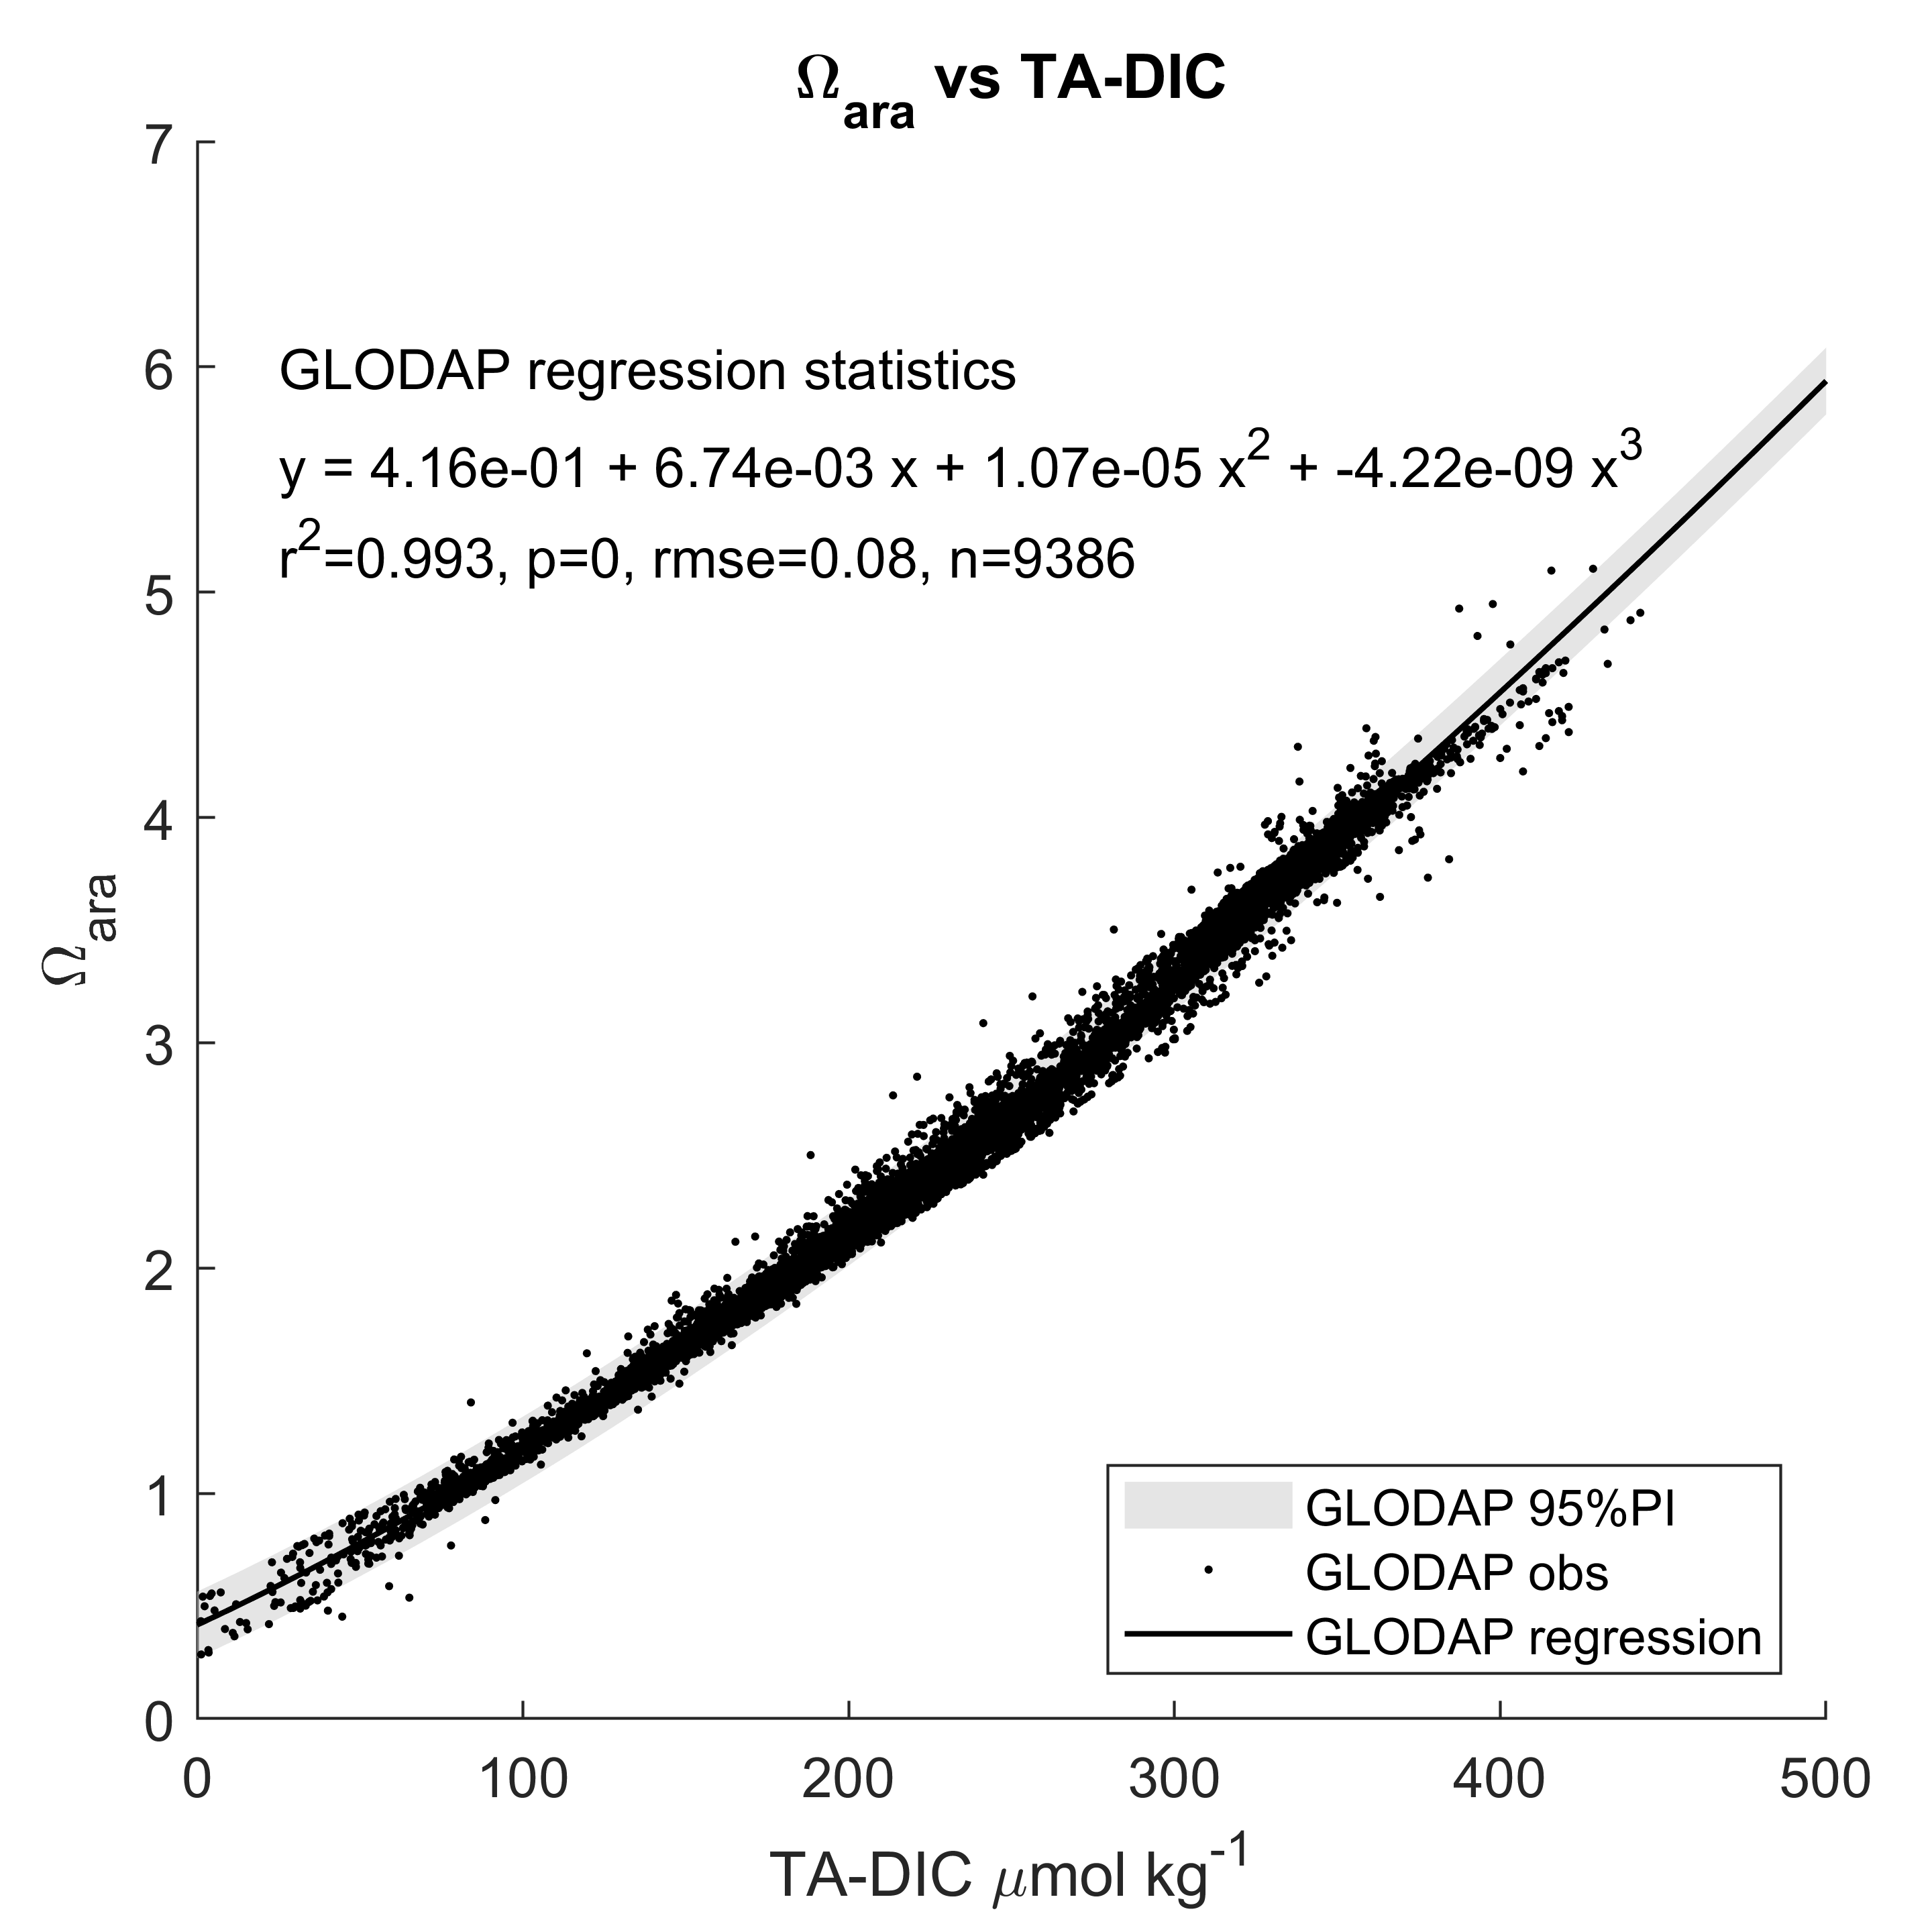 Ωara vs TA-DIC
7
6
5
4
3
2
1
0
Ωara
GLODAP regression statistics
y = 4.16e-01 + 6.74e-03 x + 1.07e-05 x² + -4.22e-09 x³
r²=0.993, p=0, rmse=0.08, n=9386
GLODAP 95%PI
GLODAP obs
GLODAP regression
0 100 200 300 400 500
TA-DIC μmol kg⁻¹